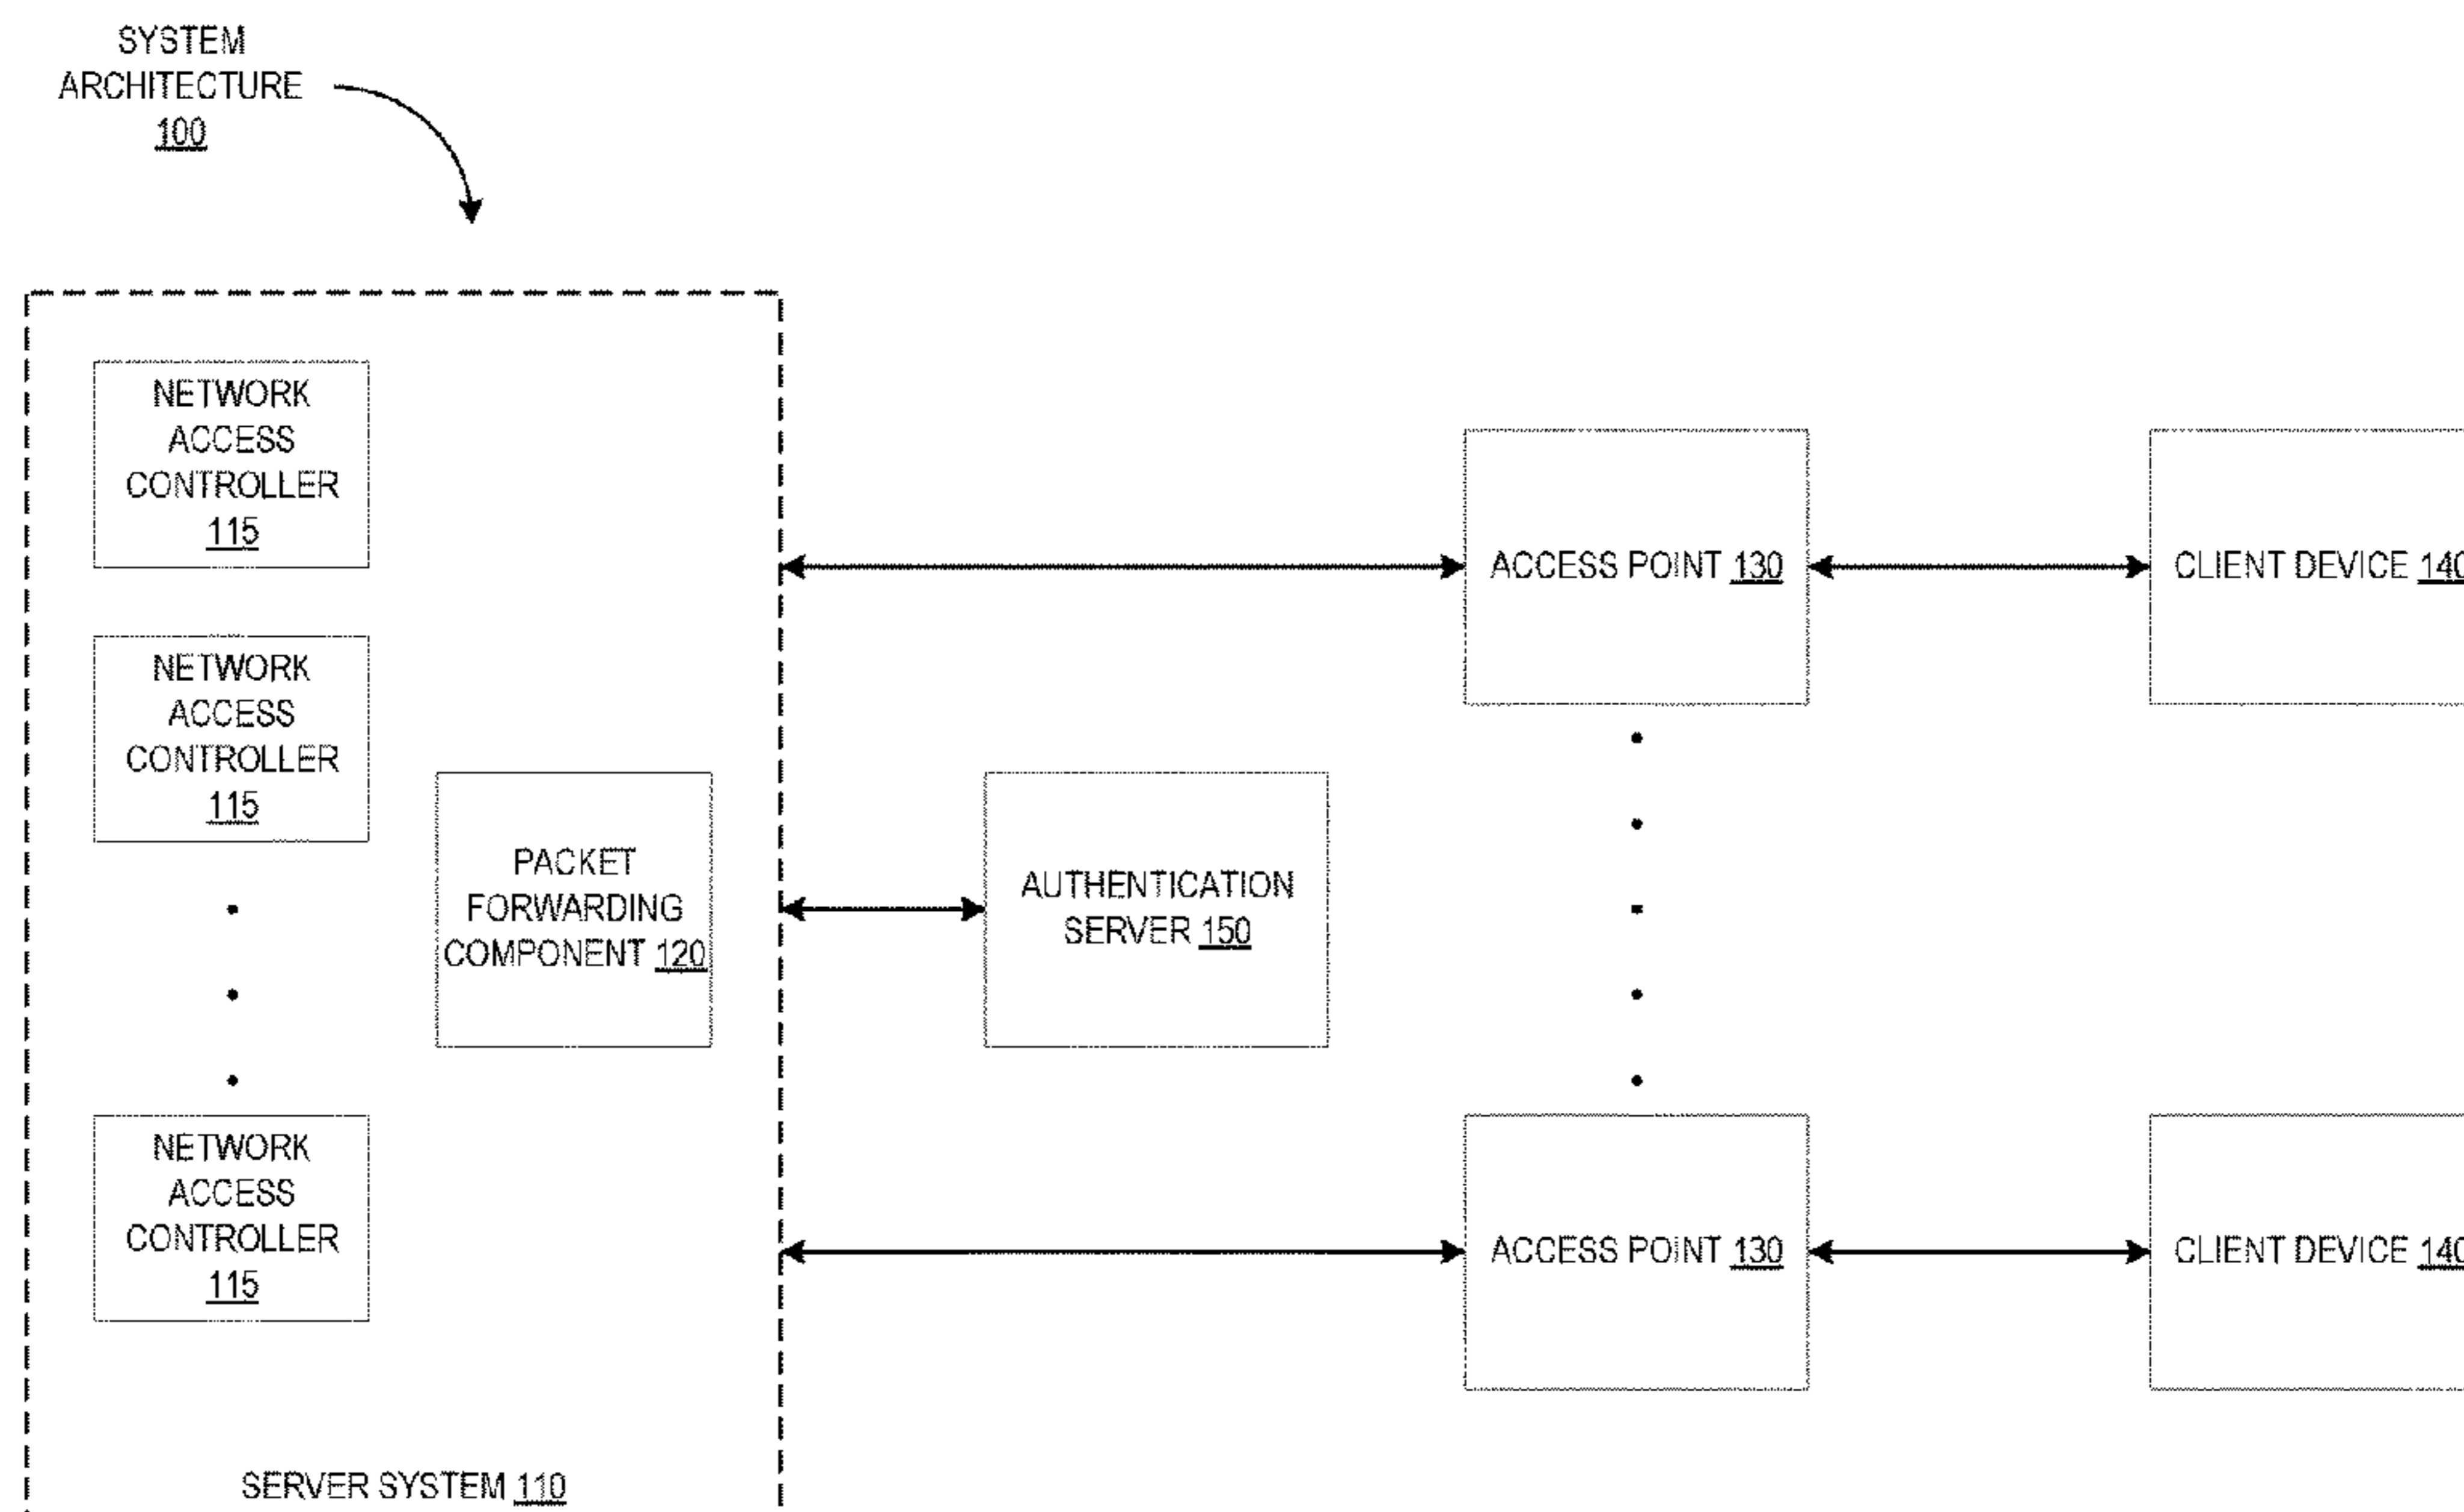 SYSTEM
ARCHITECTURE
100
NETWORK
ACCESS
CONTROLLER
115
NETWORK
ACCESS
CONTROLLER
115
PACKET
FORWARDING
COMPONENT 120
NETWORK
ACCESS
CONTROLLER
115
SERVER SYSTEM 110
AUTHENTICATION
SERVER 150
ACCESS POINT 130
CLIENT DEVICE 140
ACCESS POINT 130
CLIENT DEVICE 140